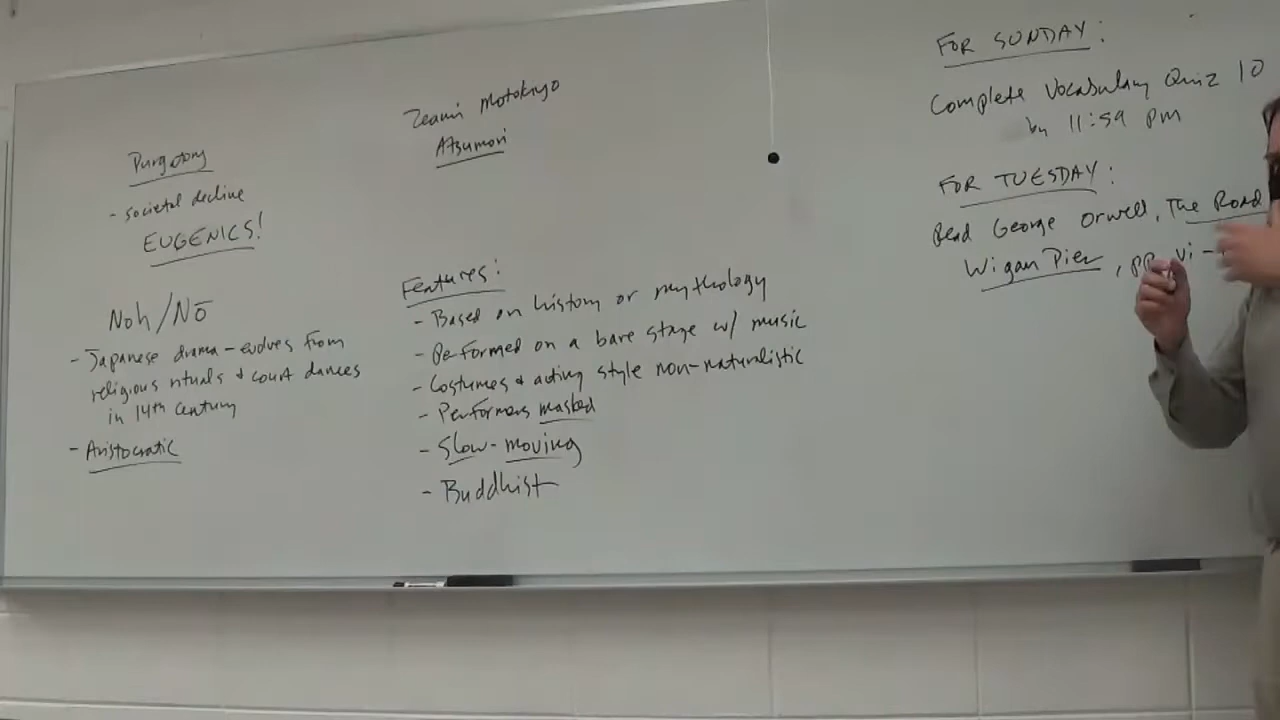 Purgatory
- societal decline
EUGENICS!
Noh/Nō
- Japanese drama - evolves from
religious rituals & court dances
in 14th century
- Aristocratic
Zeami Motokiyo
Atsumori
Features:
- Based on history or mythology
- Performed on a bare stage w/ music
- Costumes & acting style non-naturalistic
- Performers masked
- Slow-moving
- Buddhist
FOR SUNDAY:
Complete Vocabulary Quiz 10
by 11:59 pm
FOR TUESDAY:
Read George Orwell, The Road
Wigan Pier, pp. vi -